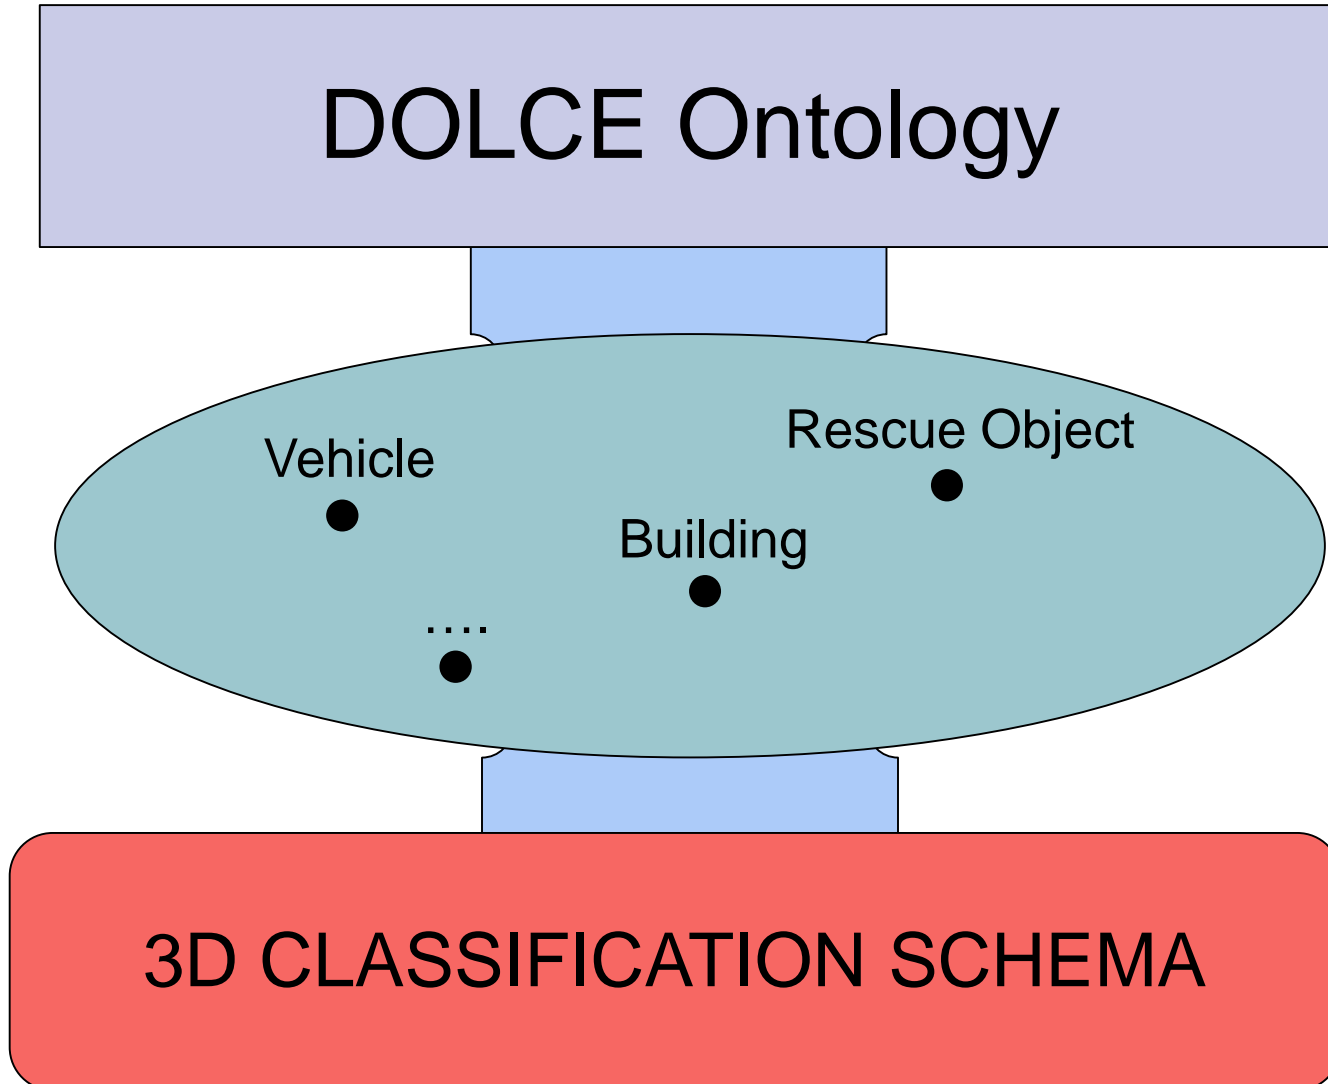 DOLCE Ontology
Rescue Object
Vehicle
Building
....
3D CLASSIFICATION SCHEMA